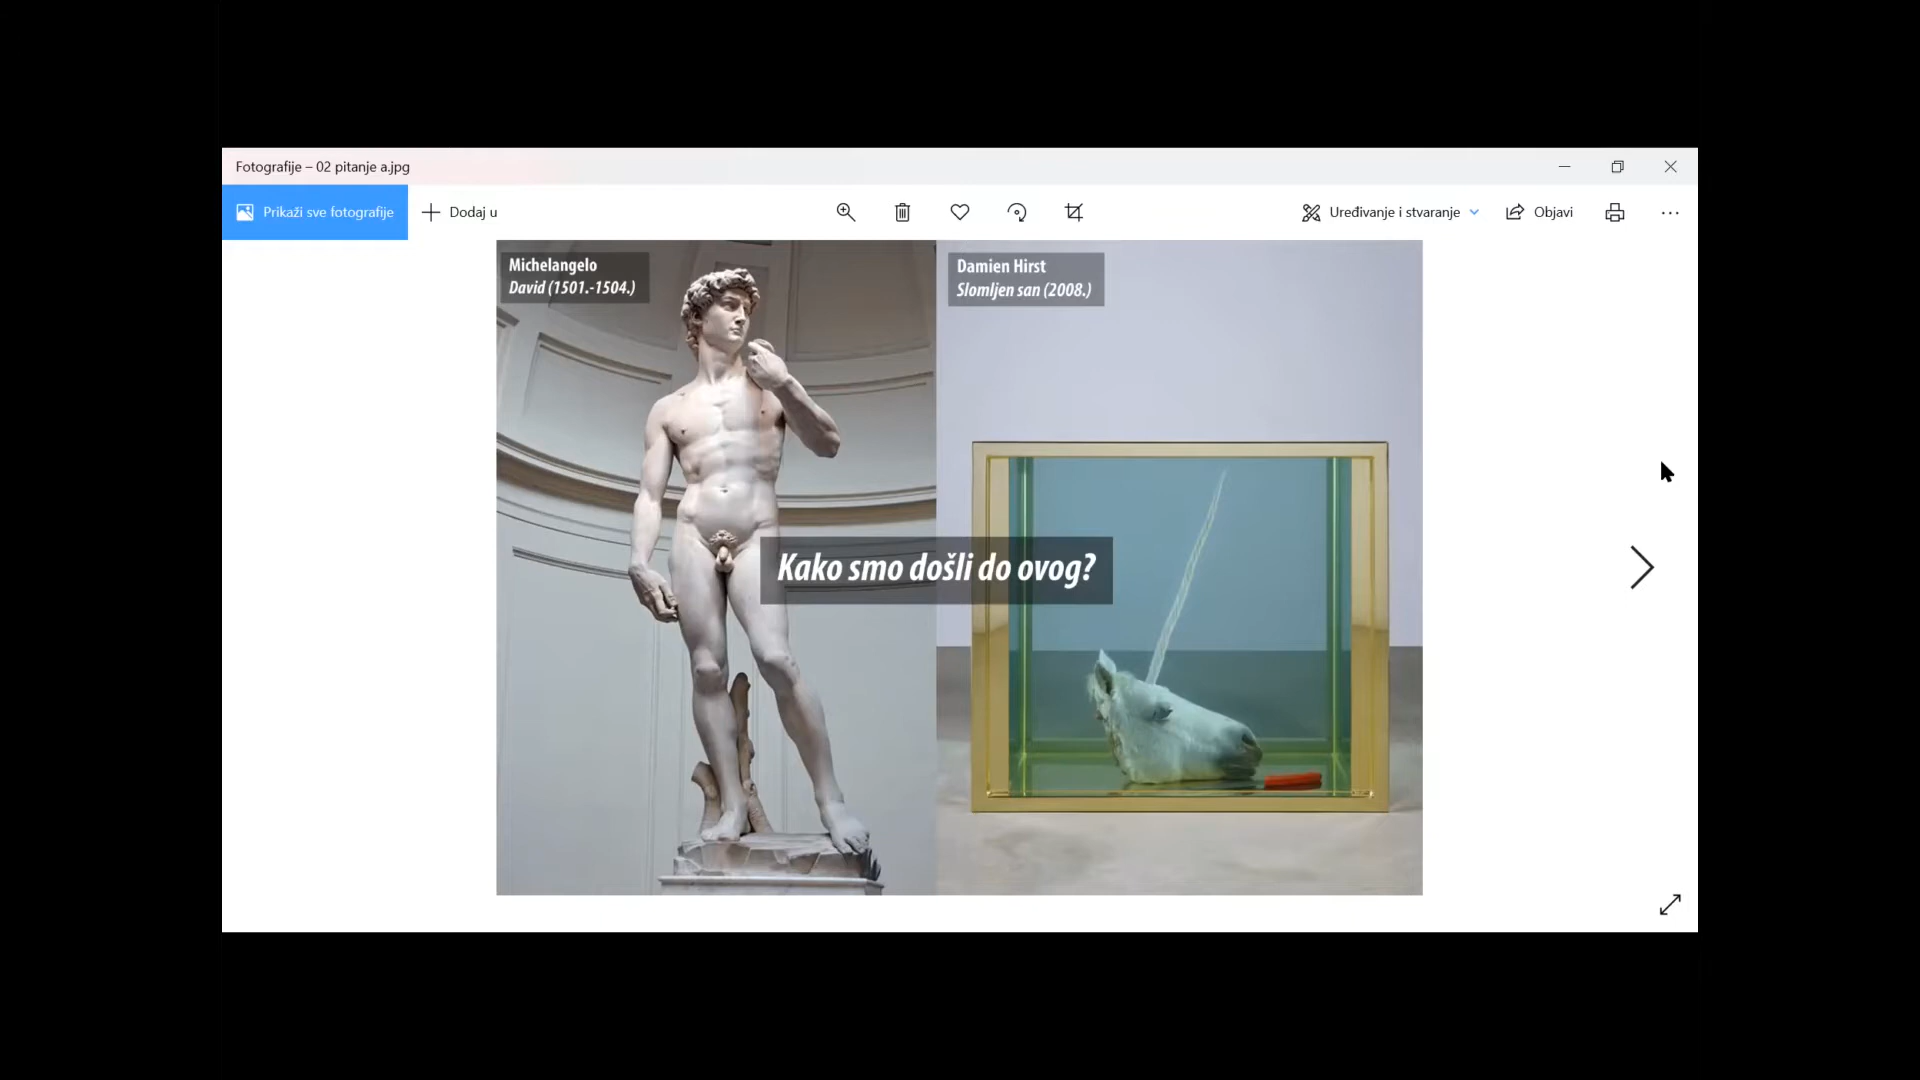 Fotografije – 02 pitanje a.jpg
Prikaži sve fotografije
Dodaj u
Uređivanje i stvaranje
Objavi
Michelangelo
David (1501.-1504.)
Damien Hirst
Slomljen san (2008.)
Kako smo došli do ovog?